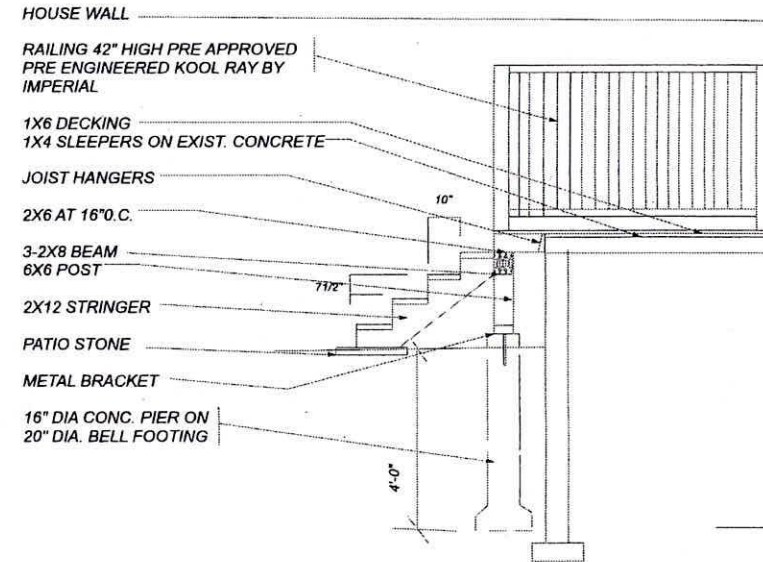 HOUSE WALL
RAILING 42" HIGH PRE APPROVED
PRE ENGINEERED KOOL RAY BY
IMPERIAL
1X6 DECKING
1X4 SLEEPERS ON EXIST. CONCRETE
JOIST HANGERS
10"
2X6 AT 16"O.C.
3-2X8 BEAM
6X6 POST
7 1/2"
2X12 STRINGER
PATIO STONE
METAL BRACKET
16" DIA CONC. PIER ON
20" DIA. BELL FOOTING
4'-0"